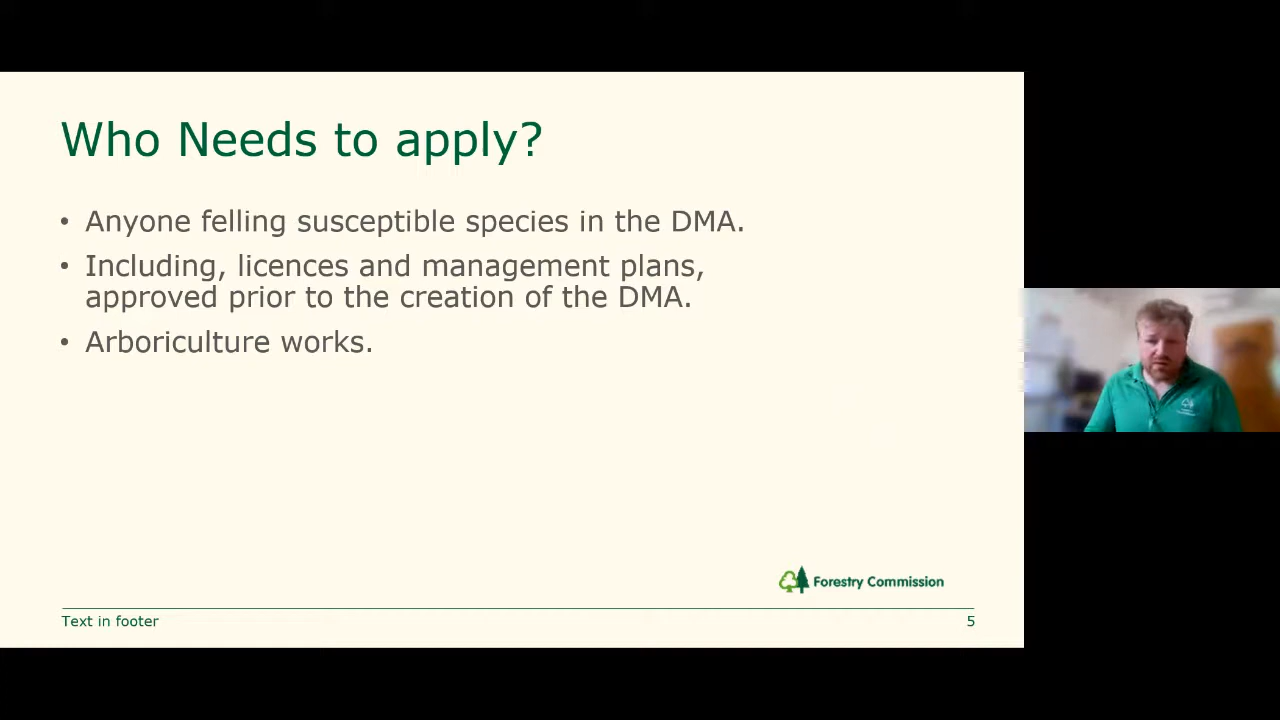 Who Needs to apply?
• Anyone felling susceptible species in the DMA.
• Including, licences and management plans,
approved prior to the creation of the DMA.
• Arboriculture works.
Forestry Commission
Text in footer
5